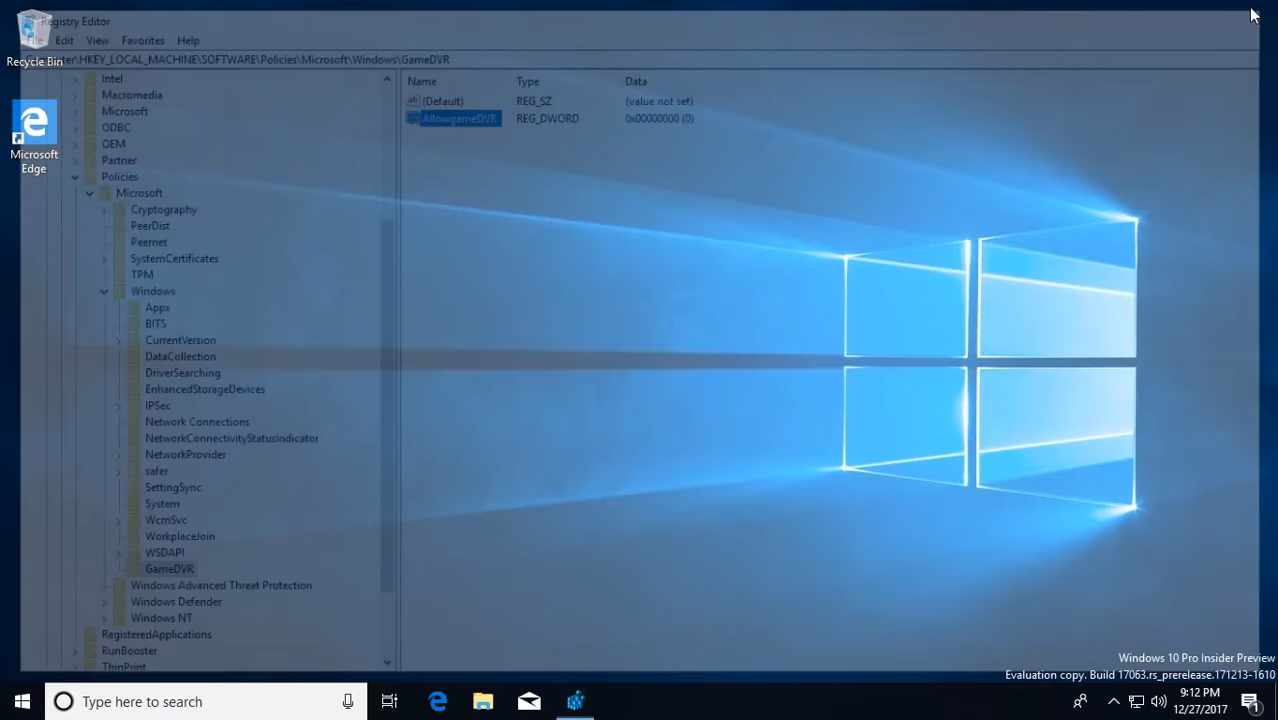 Registry Editor
File Edit View Favorites Help
\HKEY_LOCAL_MACHINE\SOFTWARE\Policies\Microsoft\Windows\GameDVR
Recycle Bin
Microsoft
Edge
Intel
Macromedia
Microsoft
ODBC
OEM
Partner
Policies
Microsoft
Cryptography
PeerDist
Peernet
SystemCertificates
TPM
Windows
Appx
BITS
CurrentVersion
DataCollection
DriverSearching
EnhancedStorageDevices
IPSec
Network Connections
NetworkConnectivityStatusIndicator
NetworkProvider
safer
SettingSync
System
WcmSvc
WorkplaceJoin
WSDAPI
GameDVR
Windows Advanced Threat Protection
Windows Defender
Windows NT
RegisteredApplications
RunBooster
ThinPrint
Name Type Data
ab (Default) REG_SZ (value not set)
AllowgameDVR REG_DWORD 0x00000000 (0)
Windows 10 Pro Insider Preview
Evaluation copy. Build 17063.rs_prerelease.171213-1610
Type here to search
9:12 PM
12/27/2017
1